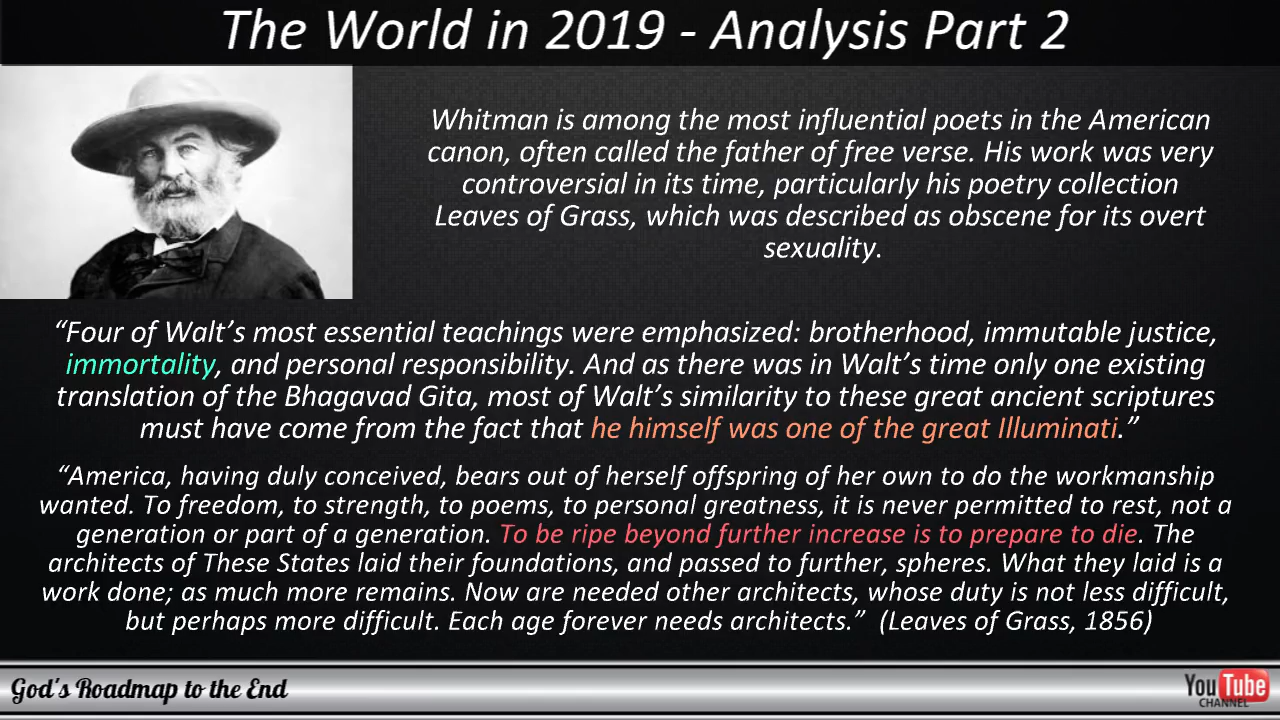 The World in 2019 - Analysis Part 2
Whitman is among the most influential poets in the American
canon, often called the father of free verse. His work was very
controversial in its time, particularly his poetry collection
Leaves of Grass, which was described as obscene for its overt
sexuality.
“Four of Walt’s most essential teachings were emphasized: brotherhood, immutable justice,
immortality, and personal responsibility. And as there was in Walt’s time only one existing
translation of the Bhagavad Gita, most of Walt’s similarity to these great ancient scriptures
must have come from the fact that he himself was one of the great Illuminati.”
“America, having duly conceived, bears out of herself offspring of her own to do the workmanship
wanted. To freedom, to strength, to poems, to personal greatness, it is never permitted to rest, not a
generation or part of a generation. To be ripe beyond further increase is to prepare to die. The
architects of These States laid their foundations, and passed to further, spheres. What they laid is a
work done; as much more remains. Now are needed other architects, whose duty is not less difficult,
but perhaps more difficult. Each age forever needs architects.” (Leaves of Grass, 1856)
God's Roadmap to the End
YouTube
CHANNEL